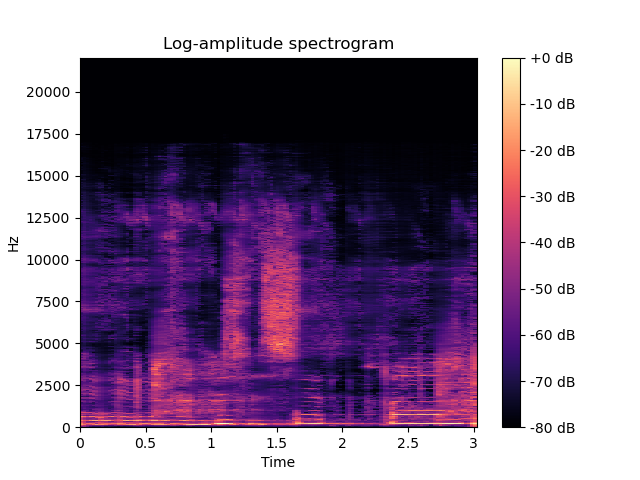 Log-amplitude spectrogram
Hz
20000
17500
15000
12500
10000
7500
5000
2500
0
0
0.5
1
1.5
2
2.5
3
Time
+0 dB
-10 dB
-20 dB
-30 dB
-40 dB
-50 dB
-60 dB
-70 dB
-80 dB